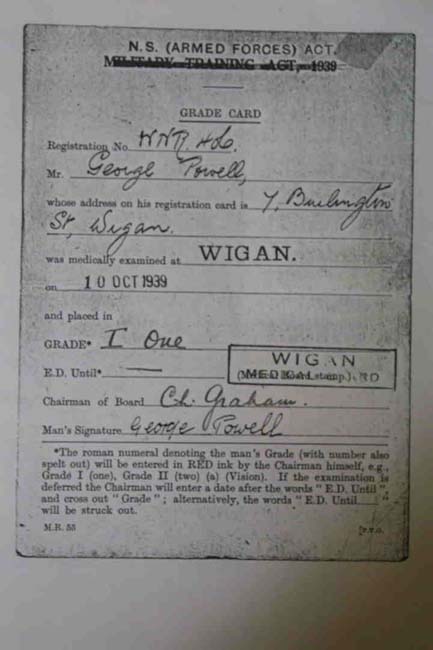 N.S. (ARMED FORCES) ACT.
MILITARY TRAINING ACT, 1939
GRADE CARD
Registration No. WNR
Mr. George Powell,
whose address on his registration card is 7, Burlington
St, Wigan.
was medically examined at WIGAN.
on 10 OCT 1939
and placed in
GRADE* I One
E.D. Until* —
WIGAN
MEDICAL BOARD
Chairman of Board Ch. Graham.
Man's Signature George Powell
*The roman numeral denoting the man's Grade (with number also
spelt out) will be entered in RED ink by the Chairman himself, e.g.,
Grade I (one), Grade II (two) (a) (Vision). If the examination is
deferred the Chairman will enter a date after the words "E.D. Until"
and cross out "Grade"; alternatively, the words "E.D. Until"
will be struck out.
M.R. 55
[P.T.O.